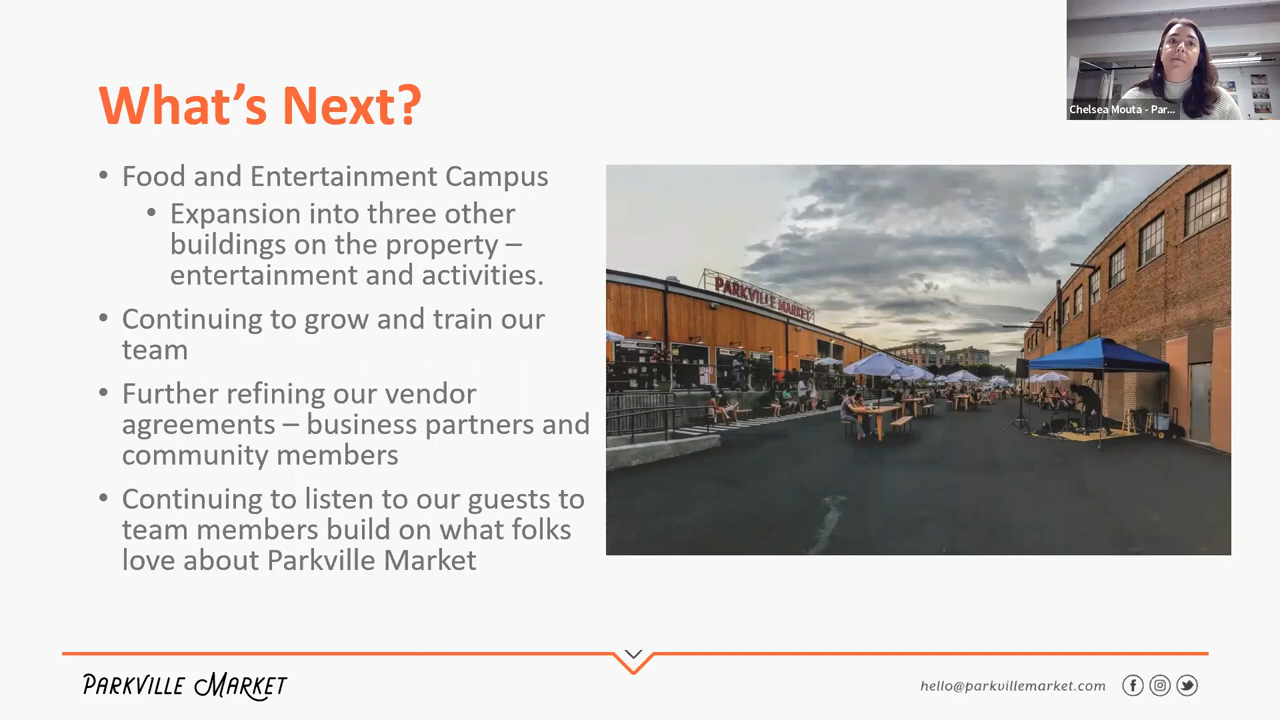 What's Next?
Chelsea Mouta - Par...
• Food and Entertainment Campus
• Expansion into three other
buildings on the property –
entertainment and activities.
• Continuing to grow and train our
team
• Further refining our vendor
agreements – business partners and
community members
• Continuing to listen to our guests to
team members build on what folks
love about Parkville Market
PARKVILLE MARKET
PARKVILLE MARKET
hello@parkvillemarket.com